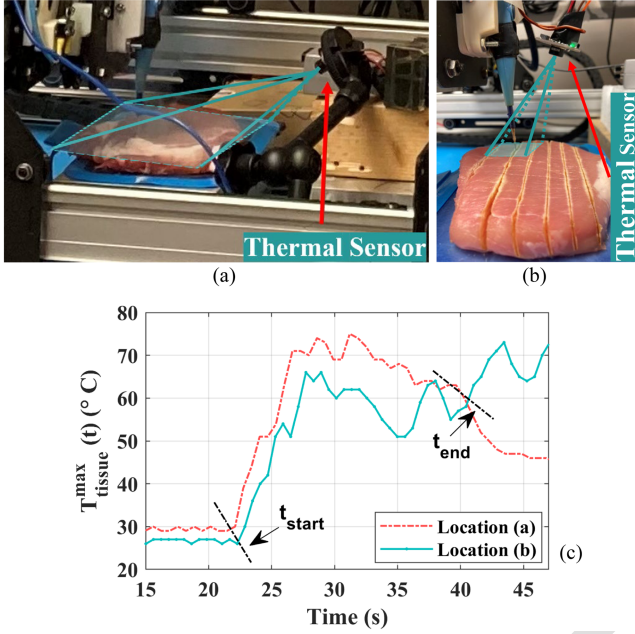 Thermal Sensor
(a)
Thermal Sensor
(b)
80
70
60
50
40
30
20
T^max_tissue (t) (° C)
15
20
25
30
35
40
45
Time (s)
t_start
t_end
Location (a)
Location (b)
(c)